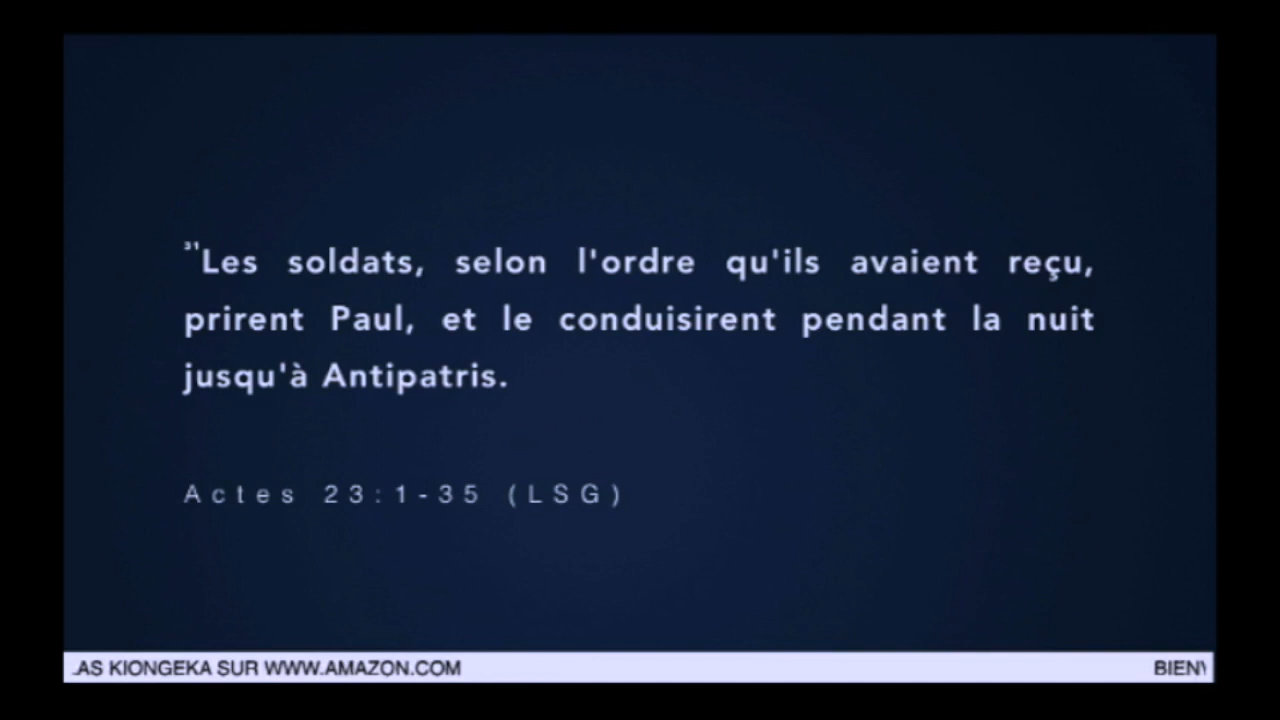 ³¹Les soldats, selon l'ordre qu'ils avaient reçu,
prirent Paul, et le conduisirent pendant la nuit
jusqu'à Antipatris.
Actes 23:1-35 (LSG)
KIONGEKA SUR WWW.AMAZON.COM